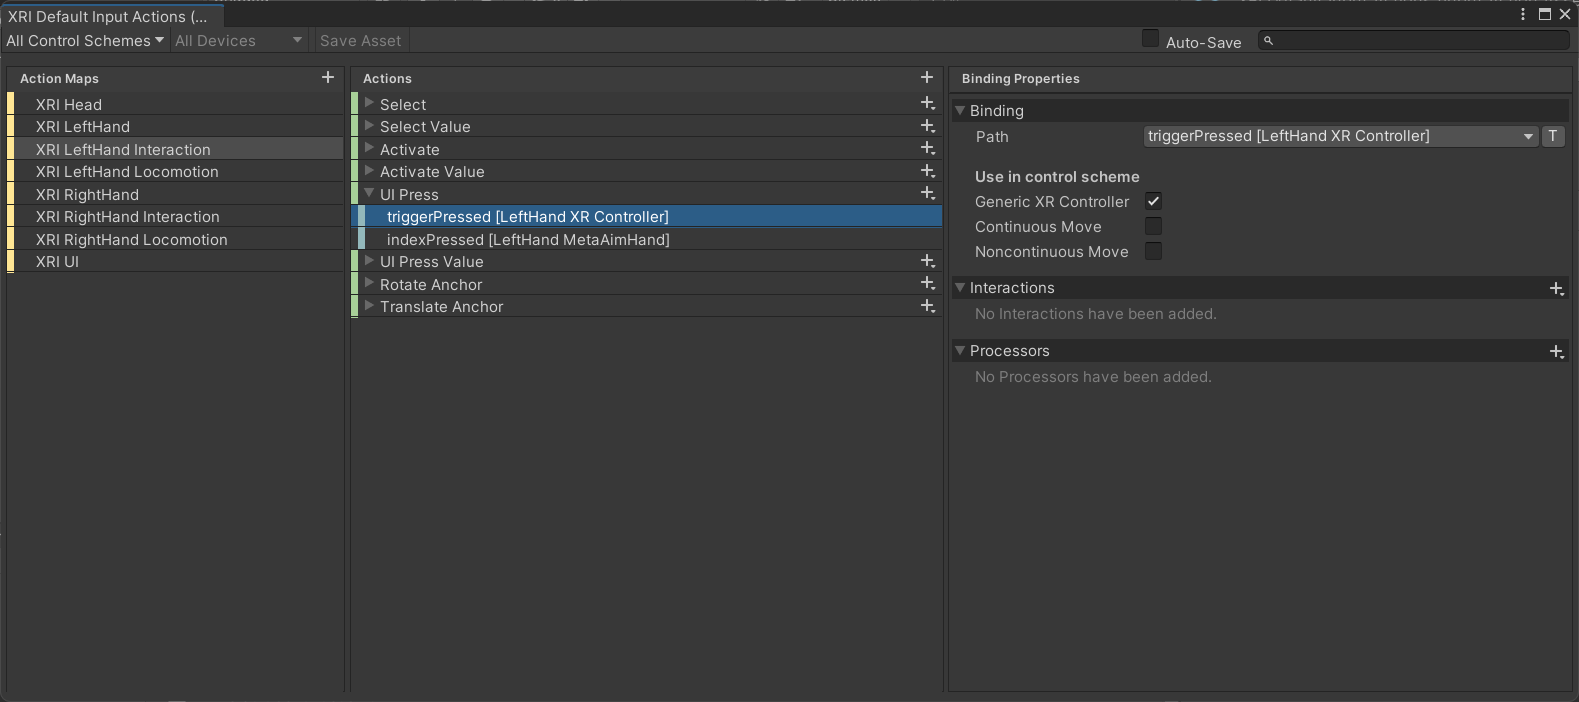 XRI Default Input Actions (...
All Control Schemes
All Devices
Save Asset
Auto-Save
Action Maps
XRI Head
XRI LeftHand
XRI LeftHand Interaction
XRI LeftHand Locomotion
XRI RightHand
XRI RightHand Interaction
XRI RightHand Locomotion
XRI UI
Actions
Select
Select Value
Activate
Activate Value
UI Press
triggerPressed [LeftHand XR Controller]
indexPressed [LeftHand MetaAimHand]
UI Press Value
Rotate Anchor
Translate Anchor
Binding Properties
Binding
Path
triggerPressed [LeftHand XR Controller]
T
Use in control scheme
Generic XR Controller
Continuous Move
Noncontinuous Move
Interactions
No Interactions have been added.
Processors
No Processors have been added.